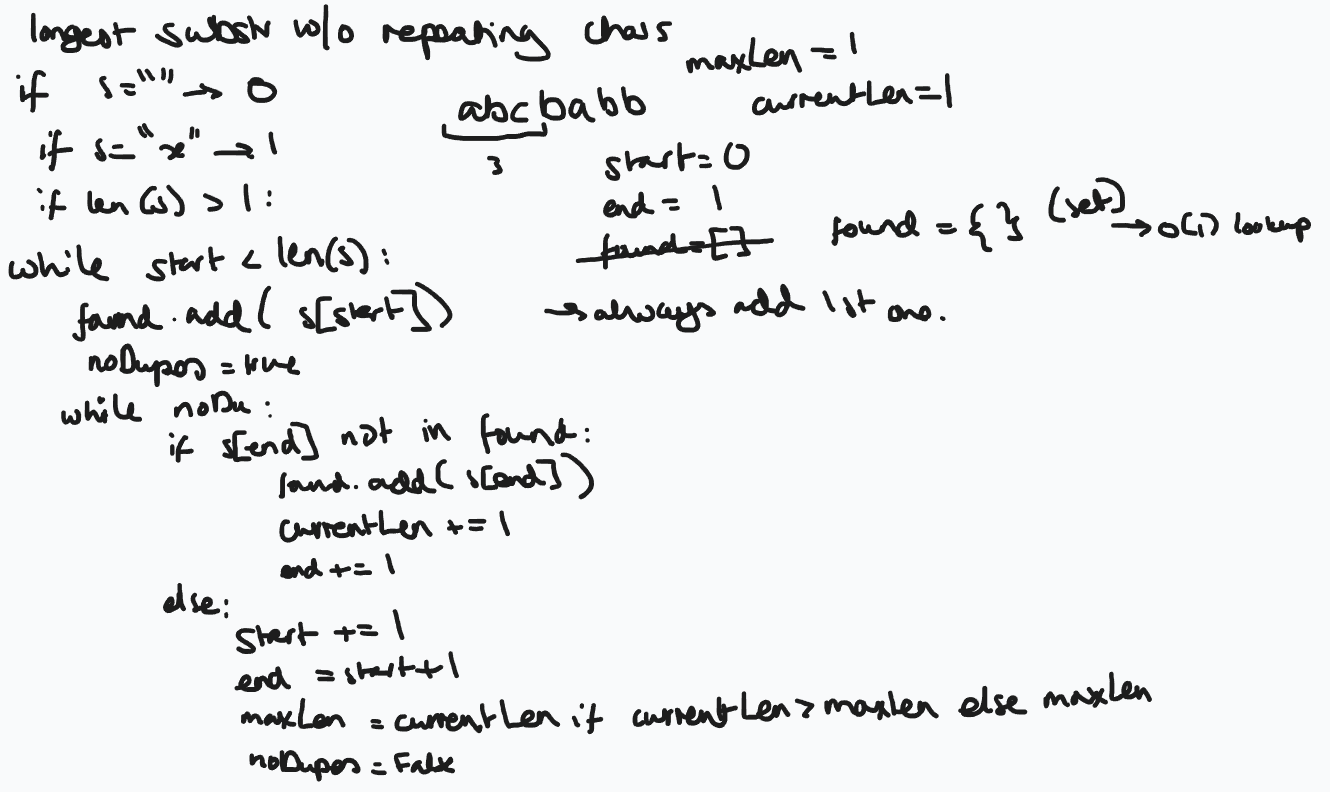 longest substr w/o repeating chars
maxLen = 1
if s="" → 0
currentLen=1
abcbabb
3
if s="x" → 1
start=0
if len(s) > 1:
end = 1
found = { } (set) → O(1) lookup
found=[]
while start < len(s):
found.add( s[start]) → always add 1st one.
noDupes = true
while noDu:
if s[end] not in found:
found.add( s[end])
currentLen += 1
end += 1
else:
start += 1
end = start+1
maxLen = currentLen if currentLen > maxLen else maxLen
noDupes = False